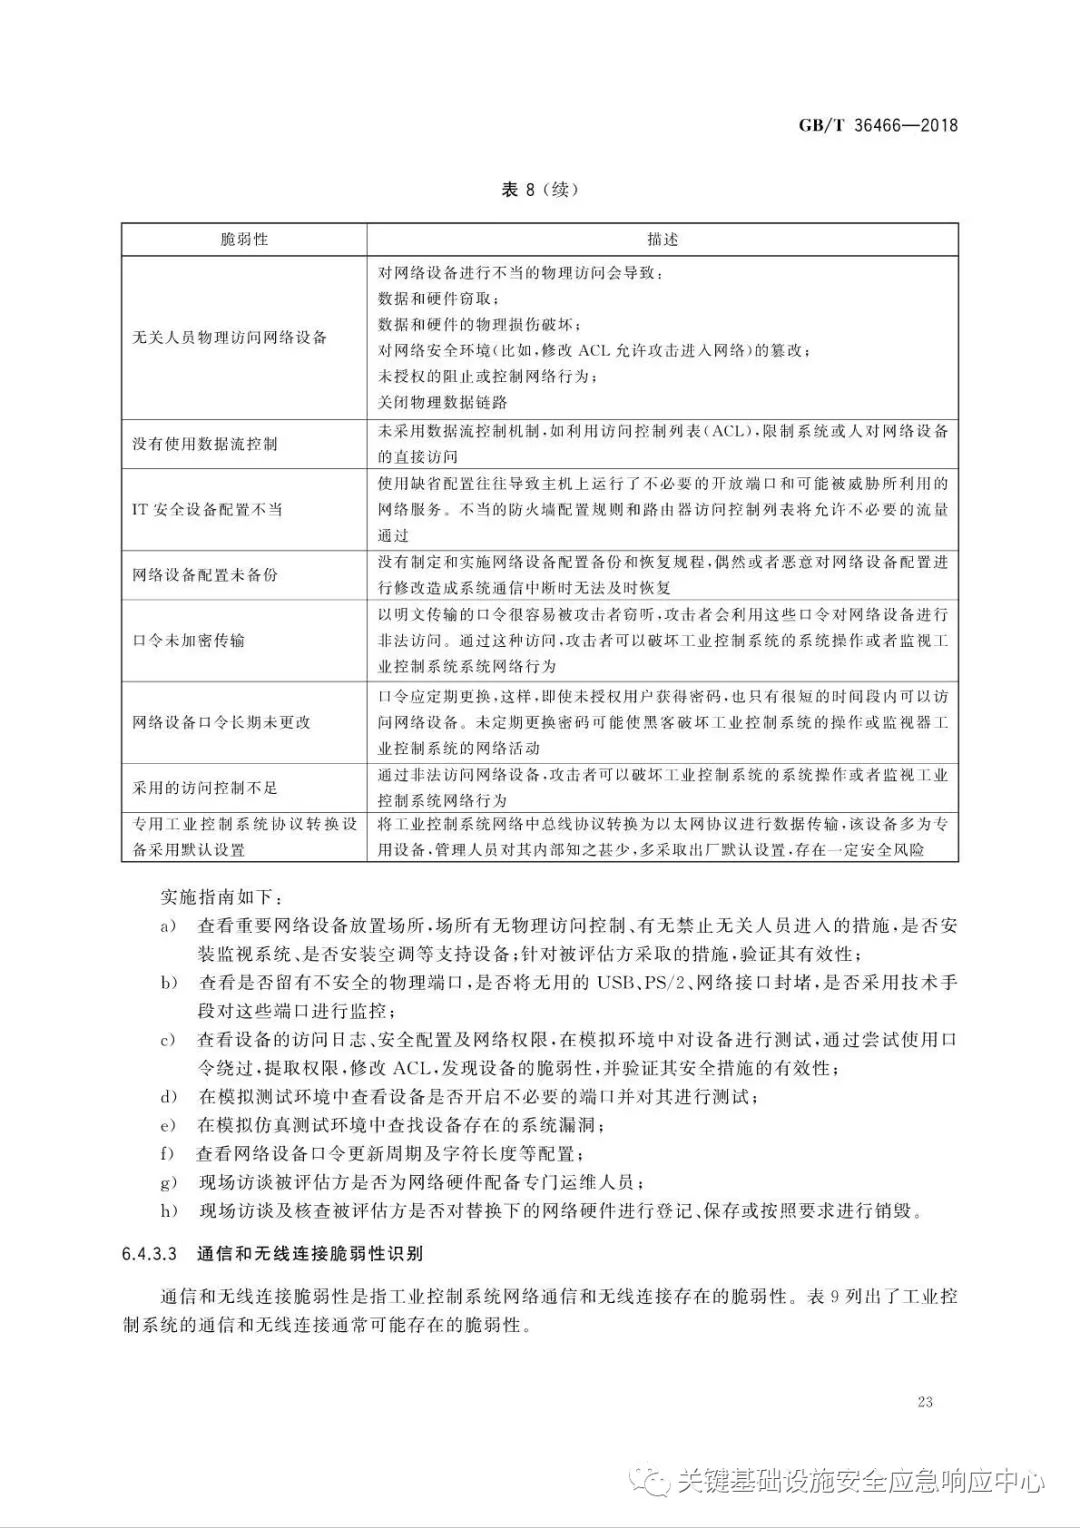 GB/T 36466—2018
表 8（续）
脆弱性
描述
无关人员物理访问网络设备
对网络设备进行不当的物理访问会导致：
数据和硬件窃取；
数据和硬件的物理损伤破坏；
对网络安全环境（比如,修改 ACL 允许攻击进入网络）的篡改；
未授权的阻止或控制网络行为；
关闭物理数据链路
没有使用数据流控制
未采用数据流控制机制,如利用访问控制列表(ACL),限制系统或人对网络设备
的直接访问
IT 安全设备配置不当
使用缺省配置往往导致主机上运行了不必要的开放端口和可能被威胁所利用的
网络服务。不当的防火墙配置规则和路由器访问控制列表将允许不必要的流量
通过
网络设备配置未备份
没有制定和实施网络设备配置备份和恢复规程,偶然或者恶意对网络设备配置进
行修改造成系统通信中断时无法及时恢复
口令未加密传输
以明文传输的口令很容易被攻击者窃听,攻击者会利用这些口令对网络设备进行
非法访问。通过这种访问,攻击者可以破坏工业控制系统的系统操作或者监视工
业控制系统系统网络行为
网络设备口令长期未更改
口令应定期更换,这样,即使未授权用户获得密码,也只有很短的时间段内可以访
问网络设备。未定期更换密码可能使黑客破坏工业控制系统的操作或监视器工
业控制系统的网络活动
采用的访问控制不足
通过非法访问网络设备,攻击者可以破坏工业控制系统的系统操作或者监视工业
控制系统网络行为
专用工业控制系统协议转换设
备采用默认设置
将工业控制系统网络中总线协议转换为以太网协议进行数据传输,该设备多为专
用设备,管理人员对其内部知之甚少,多采取出厂默认设置,存在一定安全风险
实施指南如下：
a) 查看重要网络设备放置场所,场所有无物理访问控制、有无禁止无关人员进入的措施,是否安
装监视系统、是否安装空调等支持设备;针对被评估方采取的措施,验证其有效性；
b) 查看是否留有不安全的物理端口,是否将无用的 USB、PS/2、网络接口封堵,是否采用技术手
段对这些端口进行监控；
c) 查看设备的访问日志、安全配置及网络权限,在模拟环境中对设备进行测试,通过尝试使用口
令绕过,提取权限,修改 ACL,发现设备的脆弱性,并验证其安全措施的有效性；
d) 在模拟测试环境中查看设备是否开启不必要的端口并对其进行测试；
e) 在模拟仿真测试环境中查找设备存在的系统漏洞；
f) 查看网络设备口令更新周期及字符长度等配置；
g) 现场访谈被评估方是否为网络硬件配备专门运维人员；
h) 现场访谈及核查被评估方是否对替换下的网络硬件进行登记、保存或按照要求进行销毁。
6.4.3.3 通信和无线连接脆弱性识别
通信和无线连接脆弱性是指工业控制系统网络通信和无线连接存在的脆弱性。表 9 列出了工业控
制系统的通信和无线连接通常可能存在的脆弱性。
23
关键基础设施安全应急响应中心